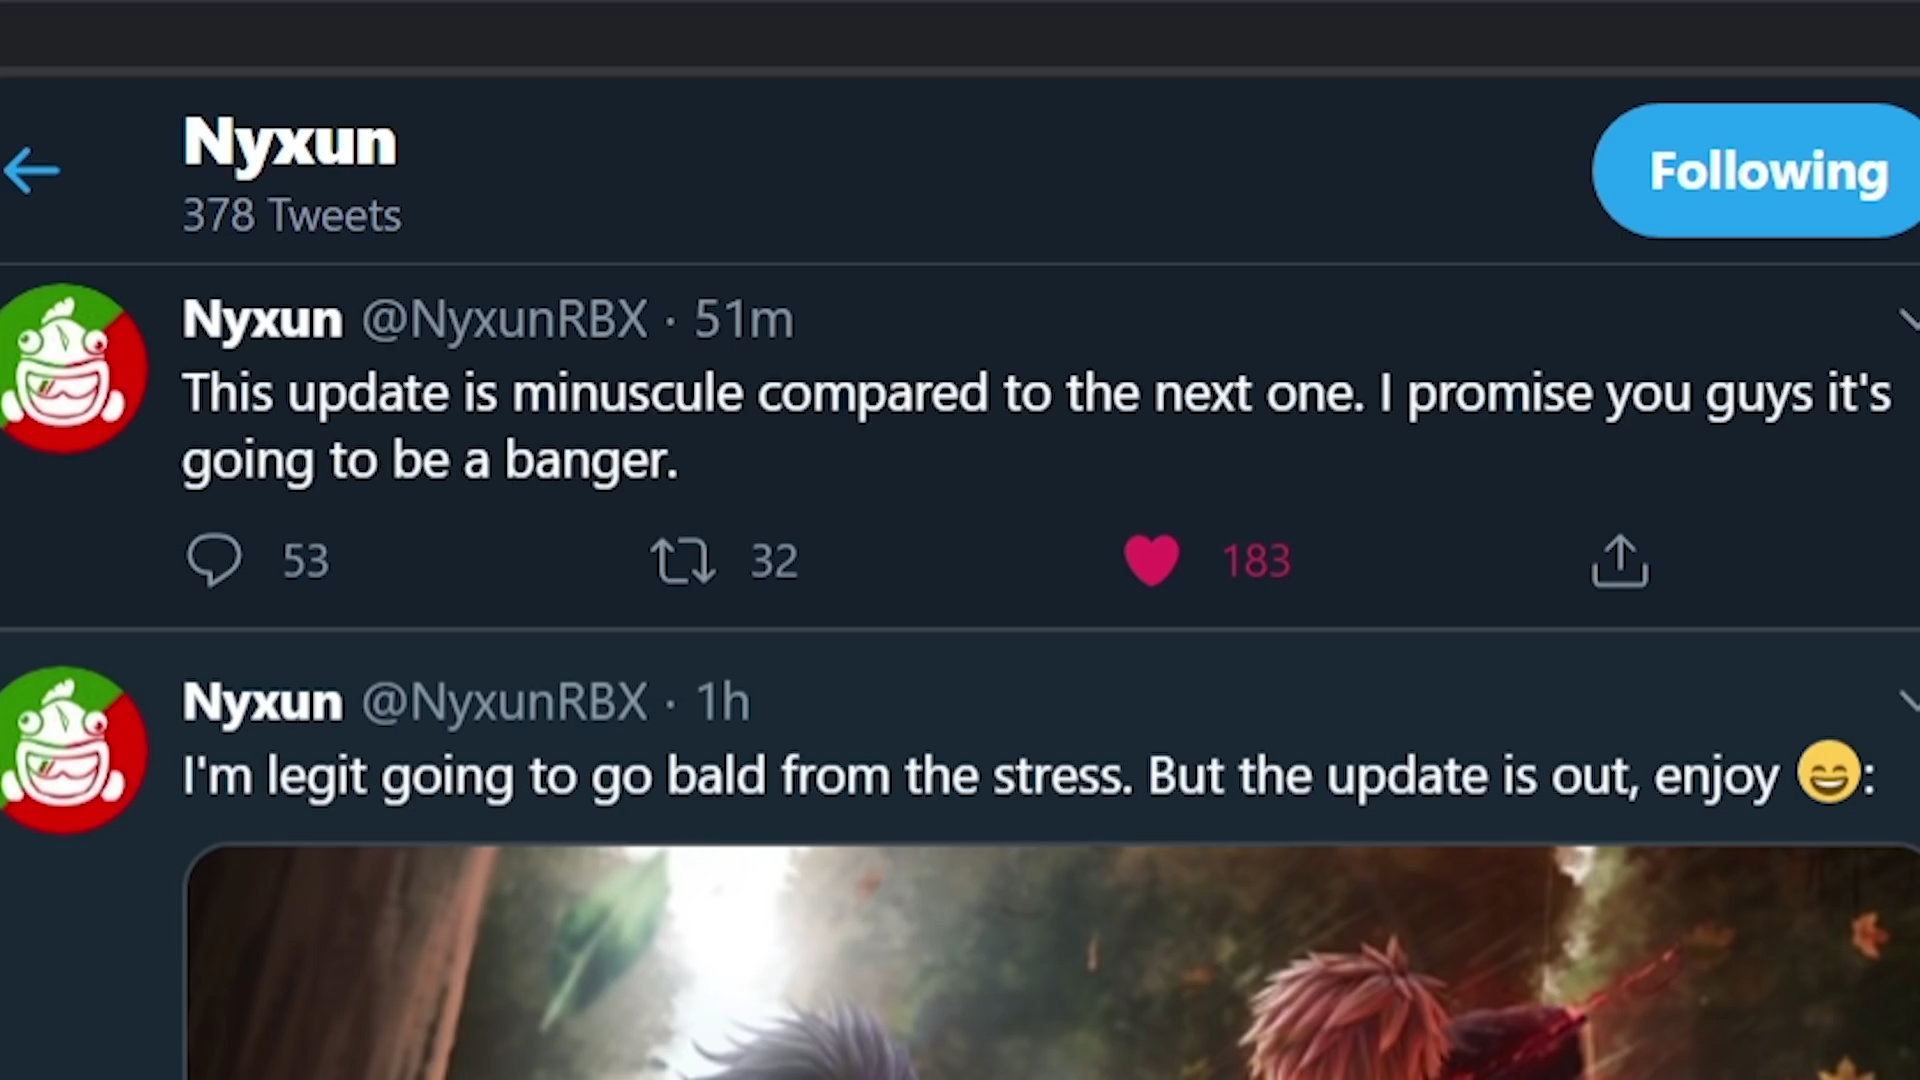 Nyxun
378 Tweets
Following
Nyxun @NyxunRBX · 51m
This update is minuscule compared to the next one. I promise you guys it's
going to be a banger.
53 32 183
Nyxun @NyxunRBX · 1h
I'm legit going to go bald from the stress. But the update is out, enjoy 😄: